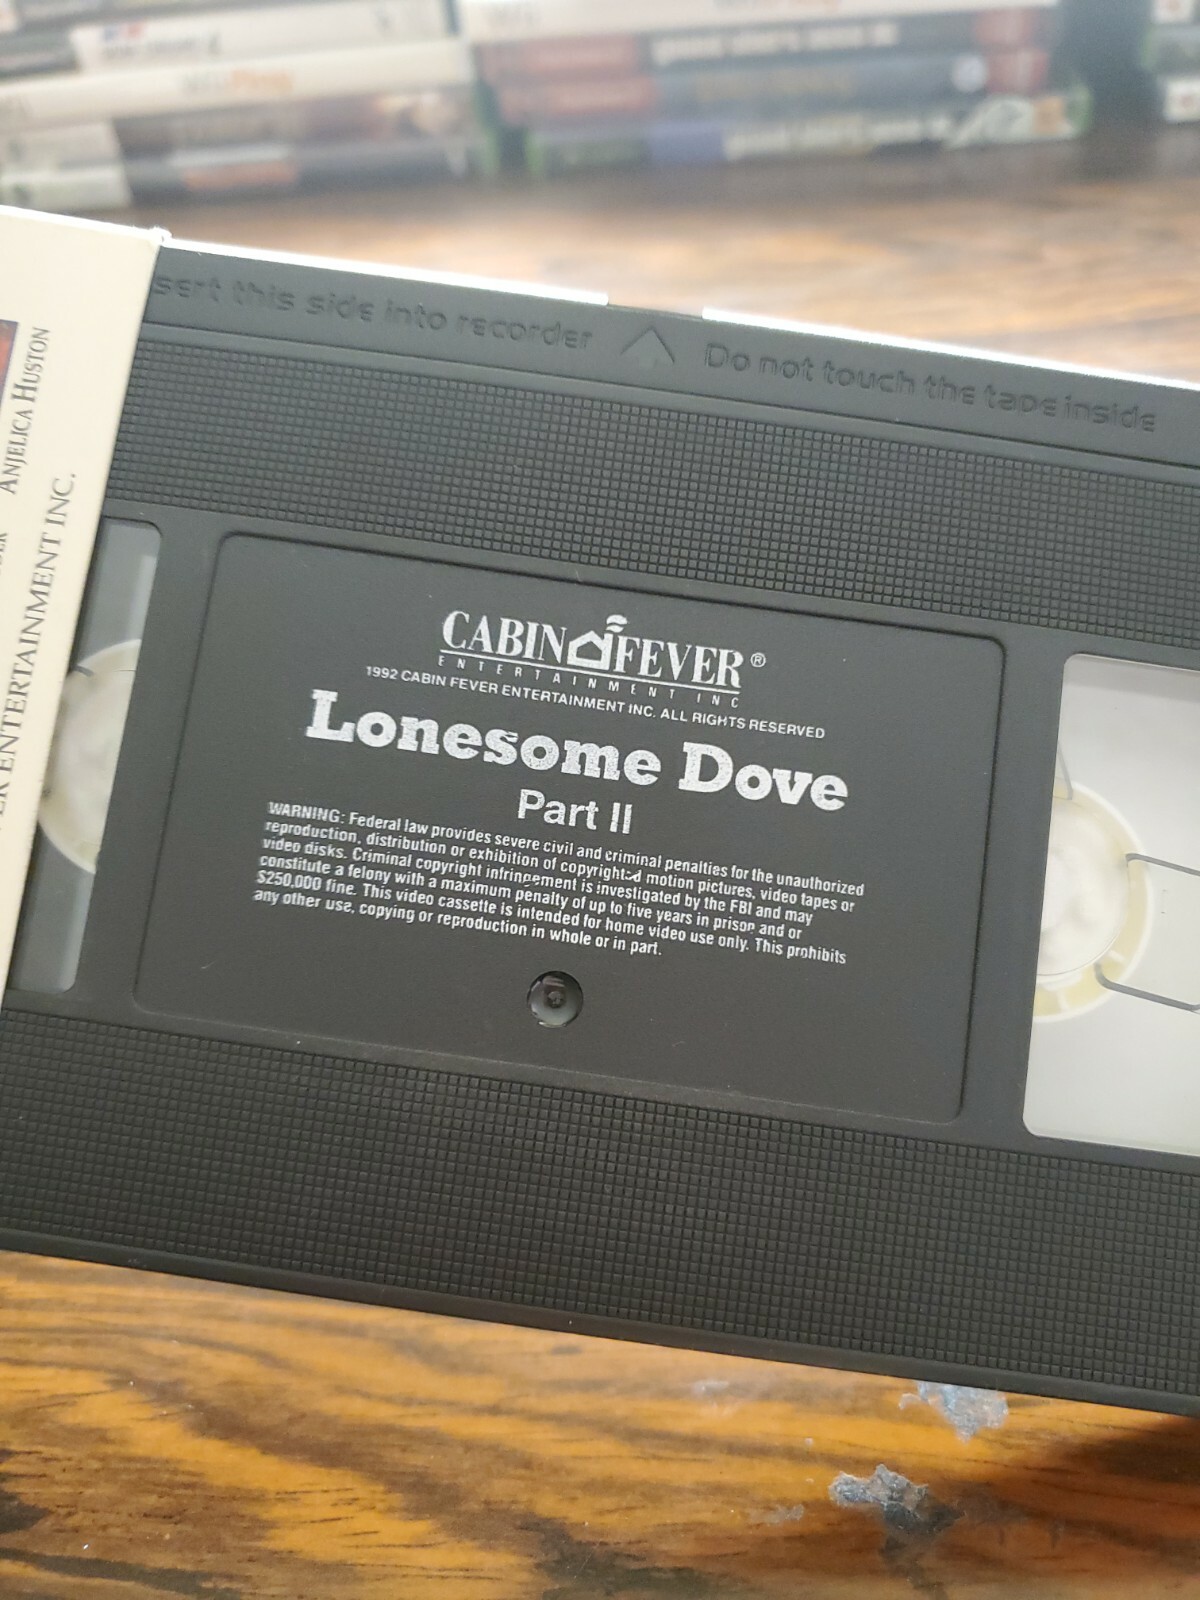 sert this side into recorder
Do not touch the tape inside
ANJELICA HUSTON
ER ENTERTAINMENT INC.
CABIN FEVER®
ENTERTAINMENT INC
1992 CABIN FEVER ENTERTAINMENT INC. ALL RIGHTS RESERVED
Lonesome Dove
Part II
WARNING: Federal law provides severe civil and criminal penalties for the unauthorized
reproduction, distribution or exhibition of copyrighted motion pictures, video tapes or
video disks. Criminal copyright infringement is investigated by the FBI and may
constitute a felony with a maximum penalty of up to five years in prison and or
$250,000 fine. This video cassette is intended for home video use only. This prohibits
any other use, copying or reproduction in whole or in part.